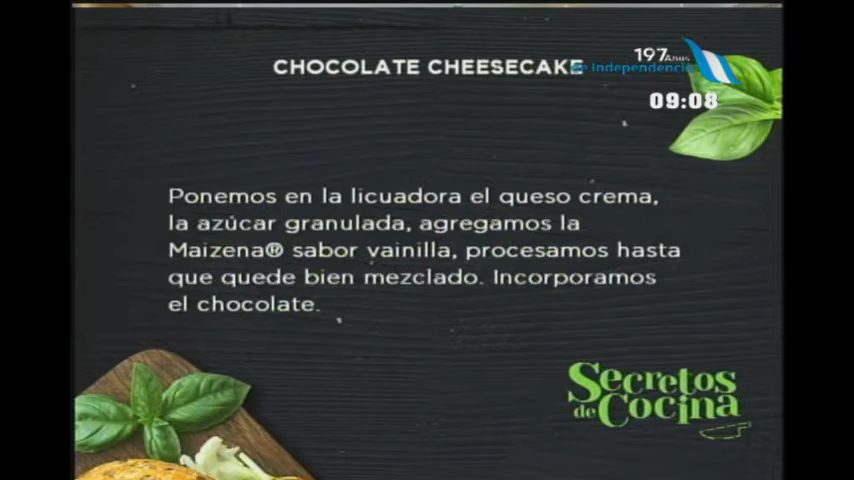 CHOCOLATE CHEESECAKE
197 Años
de Independencia
09:08
Ponemos en la licuadora el queso crema,
la azúcar granulada, agregamos la
Maizena® sabor vainilla, procesamos hasta
que quede bien mezclado. Incorporamos
el chocolate.
Secretos
de Cocina